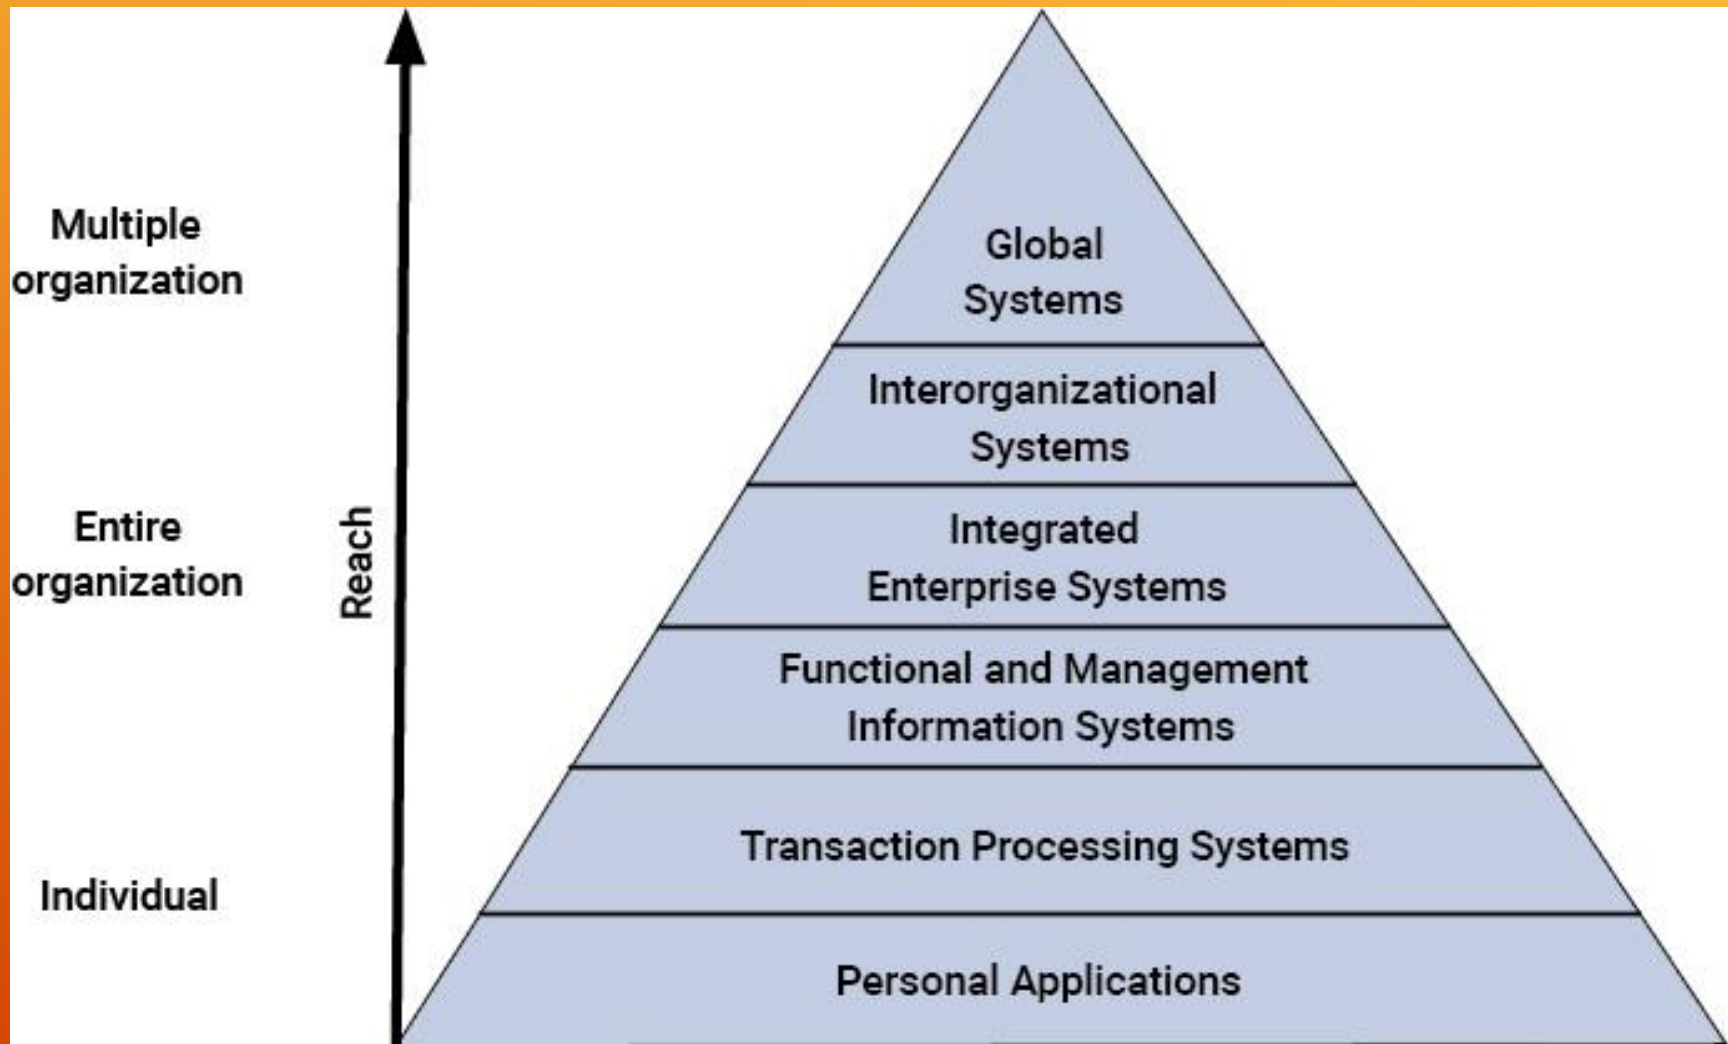 Multiple
organization
Entire
organization
Individual
Reach
Global
Systems
Interorganizational
Systems
Integrated
Enterprise Systems
Functional and Management
Information Systems
Transaction Processing Systems
Personal Applications